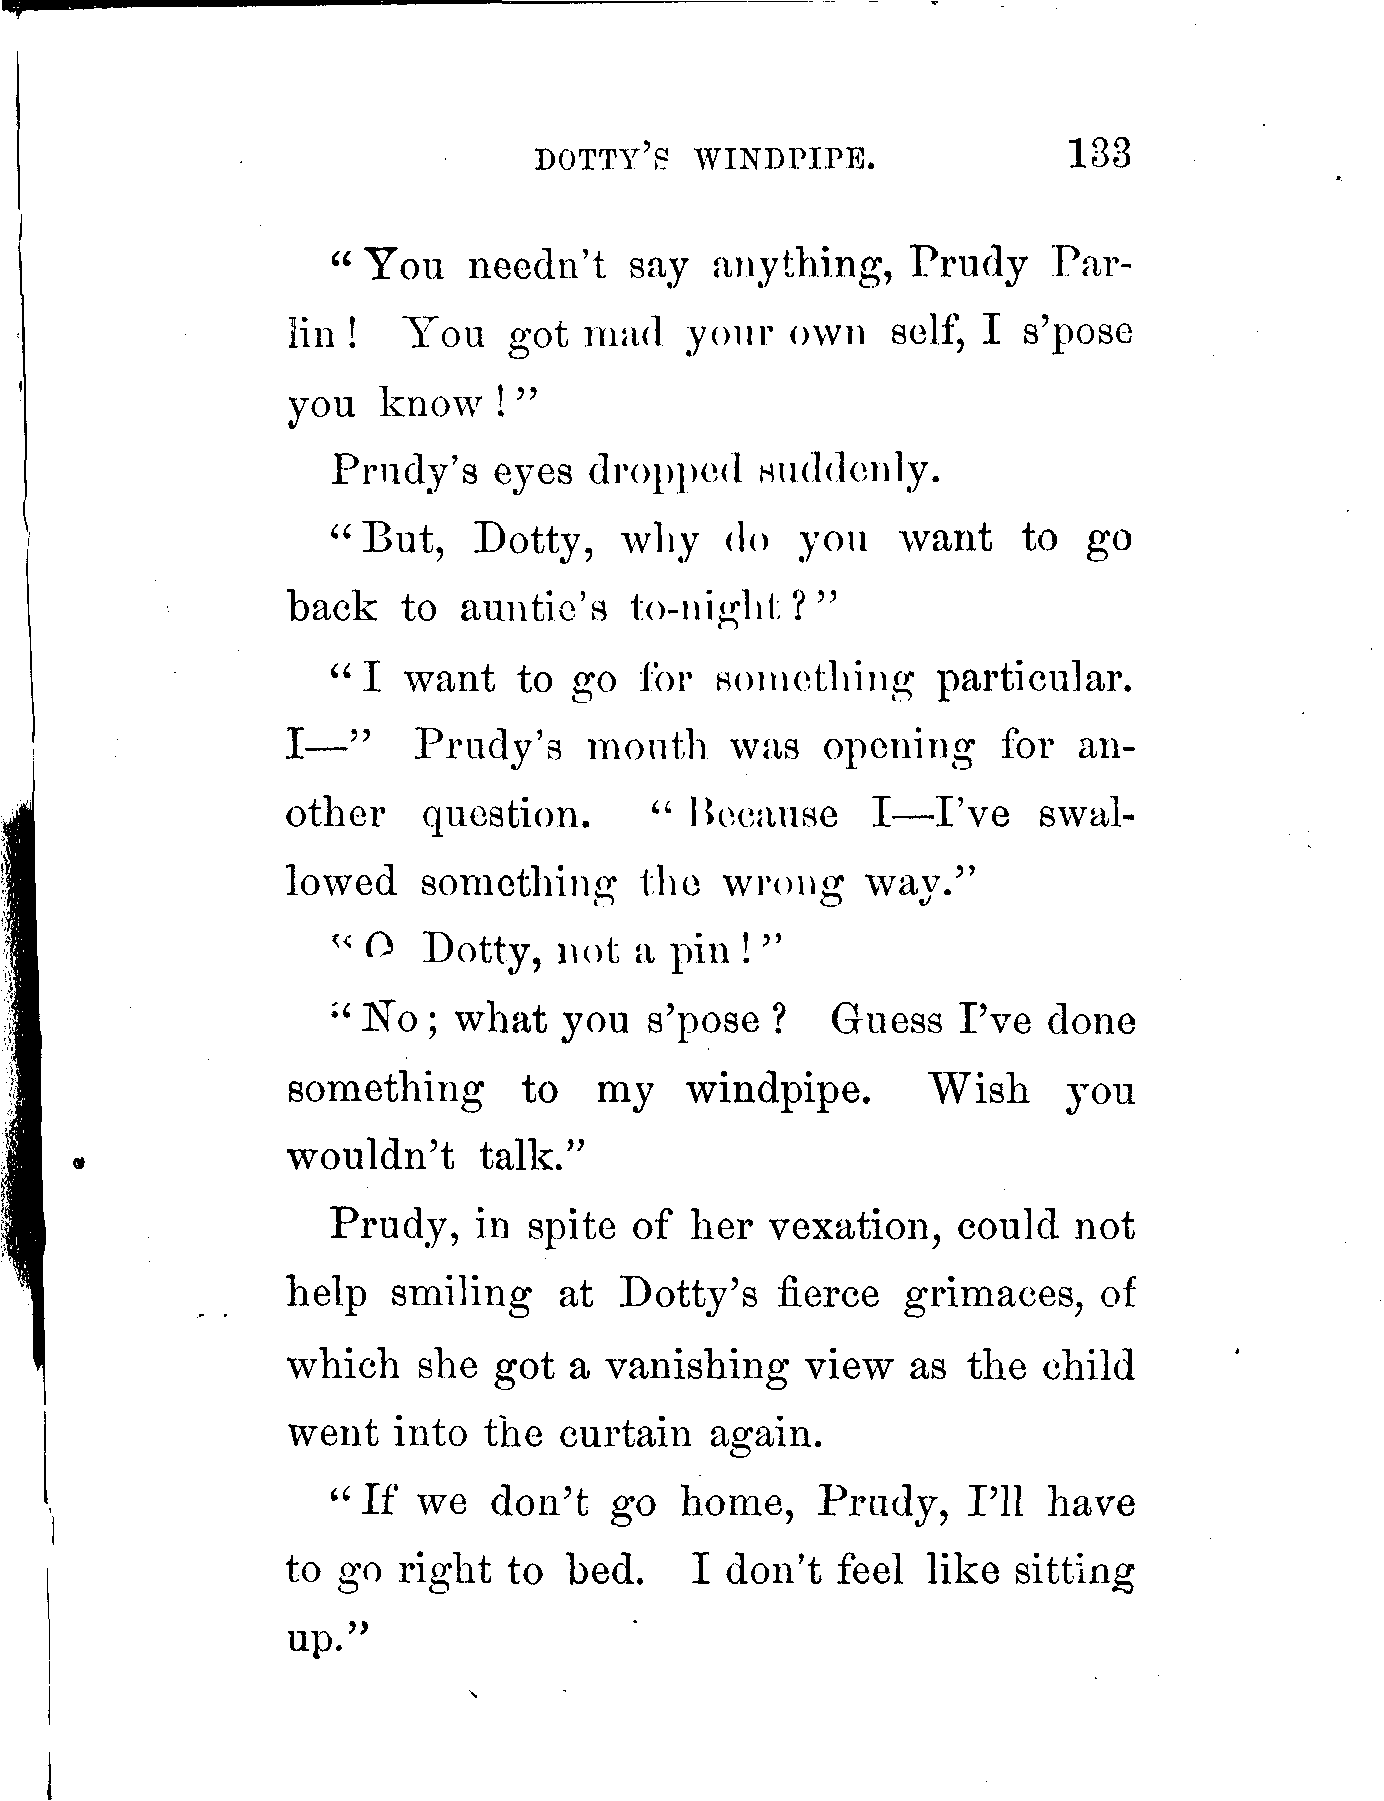 DOTTY'S WINDPIPE. 133
"You needn't say anything, Prudy Par-
lin! You got mad your own self, I s'pose
you know!"
Prudy's eyes dropped suddenly.
"But, Dotty, why do you want to go
back to auntie's to-night?"
"I want to go for something particular.
I—" Prudy's mouth was opening for an-
other question. "Because I—I've swal-
lowed something the wrong way."
"O Dotty, not a pin!"
"No; what you s'pose? Guess I've done
something to my windpipe. Wish you
wouldn't talk."
Prudy, in spite of her vexation, could not
help smiling at Dotty's fierce grimaces, of
which she got a vanishing view as the child
went into the curtain again.
"If we don't go home, Prudy, I'll have
to go right to bed. I don't feel like sitting
up."